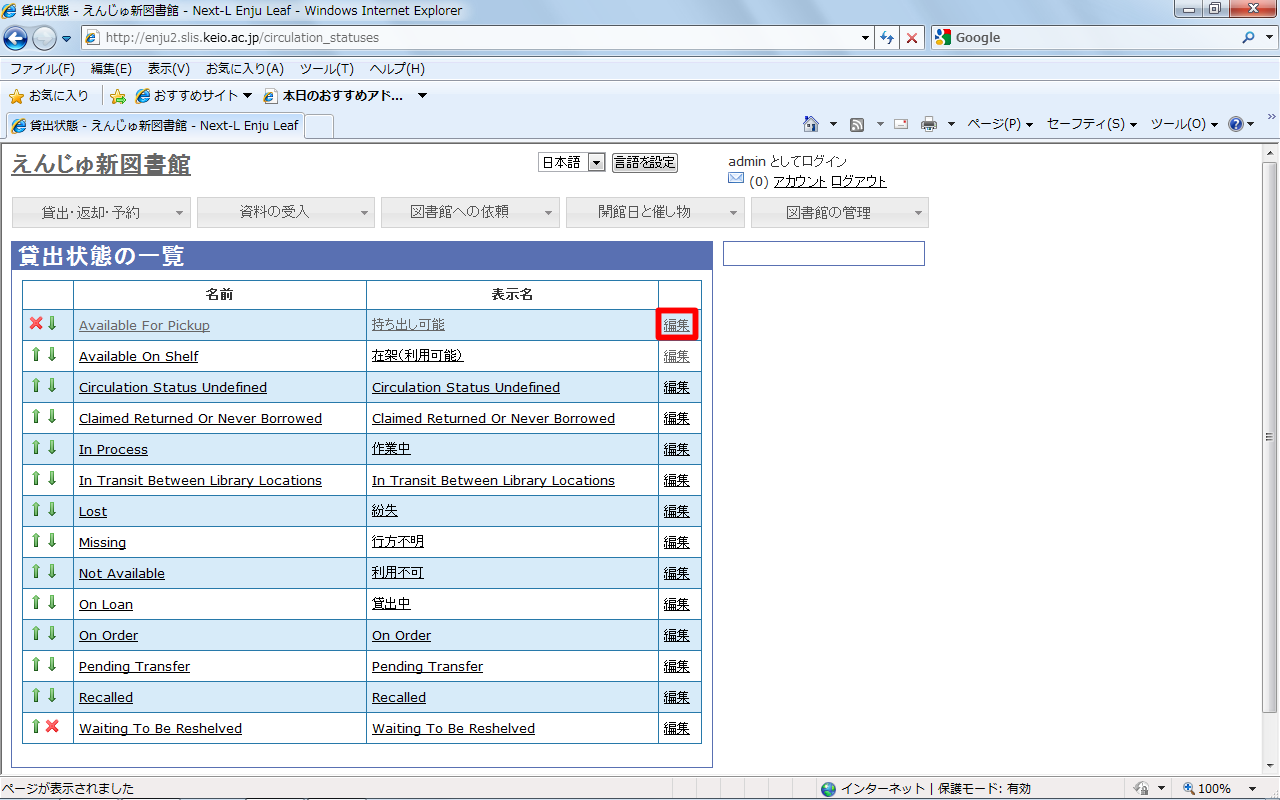 貸出状態 - えんじゅ新図書館 - Next-L Enju Leaf - Windows Internet Explorer
http://enju2.slis.keio.ac.jp/circulation_statuses
Google
ファイル(F) 編集(E) 表示(V) お気に入り(A) ツール(T) ヘルプ(H)
お気に入り おすすめサイト 本日のおすすめアド...
貸出状態 - えんじゅ新図書館 - Next-L Enju Leaf
ページ(P) セーフティ(S) ツール(O)
えんじゅ新図書館
日本語 言語を設定
admin としてログイン
(0) アカウント ログアウト
貸出・返却・予約 資料の受入 図書館への依頼 開館日と催し物 図書館の管理
貸出状態の一覧
名前 表示名
Available For Pickup 持ち出し可能 編集
Available On Shelf 在架(利用可能) 編集
Circulation Status Undefined Circulation Status Undefined 編集
Claimed Returned Or Never Borrowed Claimed Returned Or Never Borrowed 編集
In Process 作業中 編集
In Transit Between Library Locations In Transit Between Library Locations 編集
Lost 紛失 編集
Missing 行方不明 編集
Not Available 利用不可 編集
On Loan 貸出中 編集
On Order On Order 編集
Pending Transfer Pending Transfer 編集
Recalled Recalled 編集
Waiting To Be Reshelved Waiting To Be Reshelved 編集
ページが表示されました
インターネット | 保護モード: 有効
100%